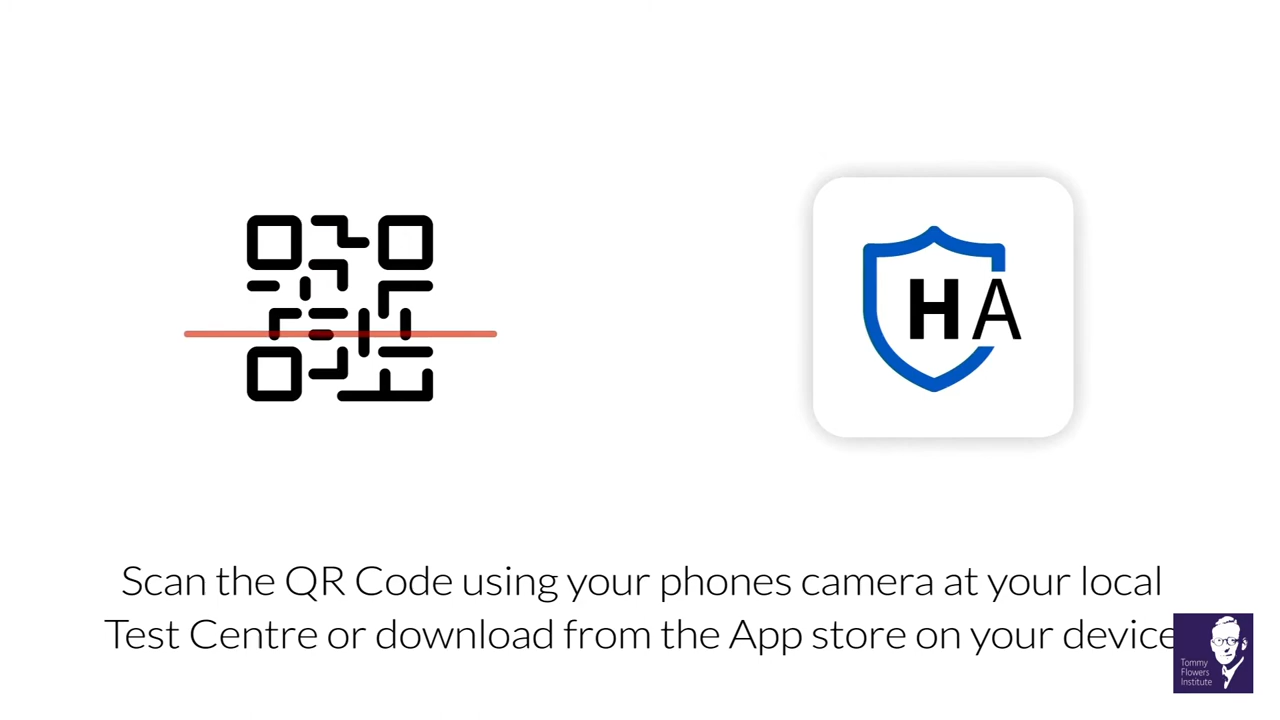 HA
Scan the QR Code using your phones camera at your local
Test Centre or download from the App store on your device
Tommy
Flowers
Institute